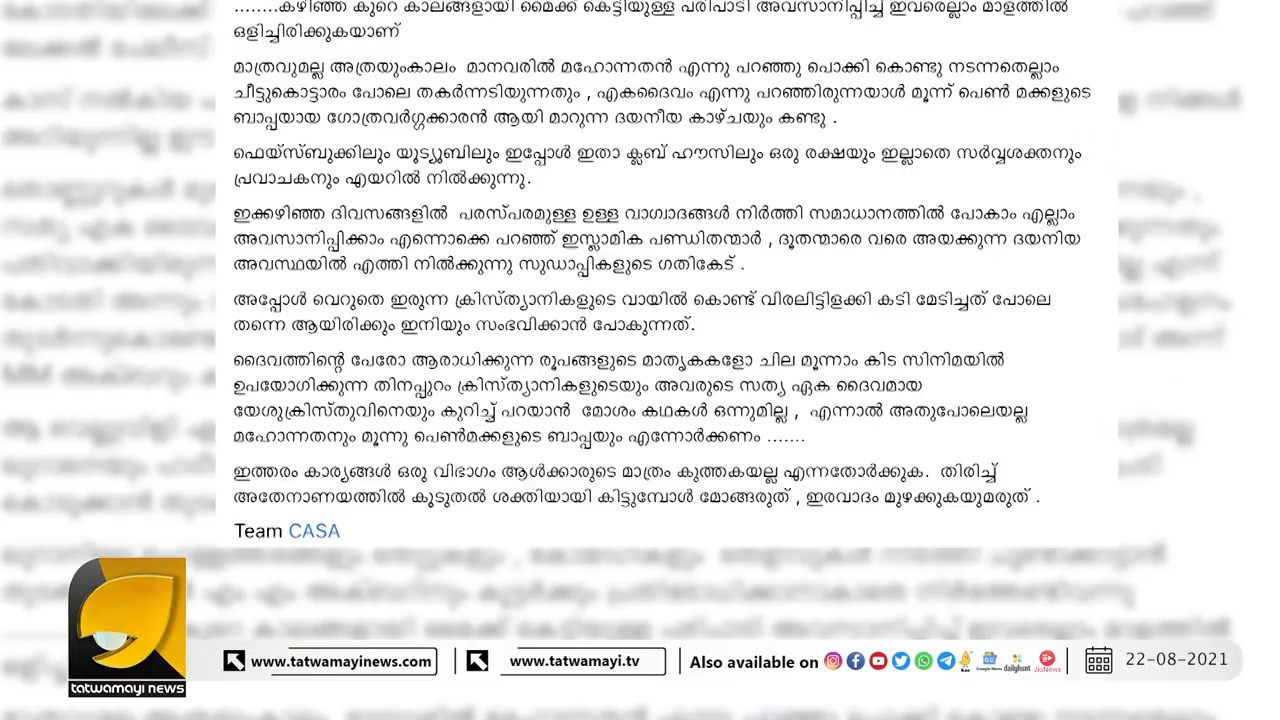 ........കഴിഞ്ഞ കുറെ കാലങ്ങളായി മൈക്ക് കെട്ടിയുള്ള പരിപാടി അവസാനിപ്പിച്ച് ഇവരെല്ലാം മാളത്തിൽ
ഒളിച്ചിരിക്കുകയാണ്
മാത്രവുമല്ല അത്രയുംകാലം മാനവരിൽ മഹോന്നതൻ എന്നു പറഞ്ഞു പൊക്കി കൊണ്ടു നടന്നതെല്ലാം
ചീട്ടുകൊട്ടാരം പോലെ തകർന്നടിയുന്നതും , എകദൈവം എന്നു പറഞ്ഞിരുന്നയാൾ മൂന്ന് പെൺ മക്കളുടെ
ബാപ്പയായ ഗോത്രവർഗ്ഗക്കാരൻ ആയി മാറുന്ന ദയനീയ കാഴ്ചയും കണ്ടു .
ഫെയ്സ്ബുക്കിലും യൂട്യൂബിലും ഇപ്പോൾ ഇതാ ക്ലബ് ഹൗസിലും ഒരു രക്ഷയും ഇല്ലാതെ സർവ്വശക്തനും
പ്രവാചകനും എയറിൽ നിൽക്കുന്നു.
ഇക്കഴിഞ്ഞ ദിവസങ്ങളിൽ പരസ്പരമുള്ള ഉള്ള വാഗ്വാദങ്ങൾ നിർത്തി സമാധാനത്തിൽ പോകാം എല്ലാം
അവസാനിപ്പിക്കാം എന്നൊക്കെ പറഞ്ഞ് ഇസ്ലാമിക പണ്ഡിതന്മാർ , ദൂതന്മാരെ വരെ അയക്കുന്ന ദയനിയ
അവസ്ഥയിൽ എത്തി നിൽക്കുന്നു സുഡാപ്പികളുടെ ഗതികേട് .
അപ്പോൾ വെറുതെ ഇരുന്ന ക്രിസ്ത്യാനികളുടെ വായിൽ കൊണ്ട് വിരലിട്ടിളക്കി കടി മേടിച്ചത് പോലെ
തന്നെ ആയിരിക്കും ഇനിയും സംഭവിക്കാൻ പോകുന്നത്.
ദൈവത്തിന്റെ പേരോ ആരാധിക്കുന്ന രൂപങ്ങളുടെ മാതൃകകളോ ചില മൂന്നാം കിട സിനിമയിൽ
ഉപയോഗിക്കുന്ന തിനപ്പുറം ക്രിസ്ത്യാനികളുടെയും അവരുടെ സത്യ ഏക ദൈവമായ
യേശുക്രിസ്തുവിനെയും കുറിച്ച് പറയാൻ മോശം കഥകൾ ഒന്നുമില്ല , എന്നാൽ അതുപോലെയല്ല
മഹോന്നതനും മൂന്നു പെൺമക്കളുടെ ബാപ്പയും എന്നോർക്കണം .......
ഇത്തരം കാര്യങ്ങൾ ഒരു വിഭാഗം ആൾക്കാരുടെ മാത്രം കുത്തകയല്ല എന്നതോർക്കുക. തിരിച്ച്
അതേനാണയത്തിൽ കൂടുതൽ ശക്തിയായി കിട്ടുമ്പോൾ മോങ്ങരുത് , ഇരവാദം മുഴക്കുകയുമരുത് .
Team CASA
tatwamayi news
www.tatwamayinews.com
www.tatwamayi.tv
Also available on
22-08-2021